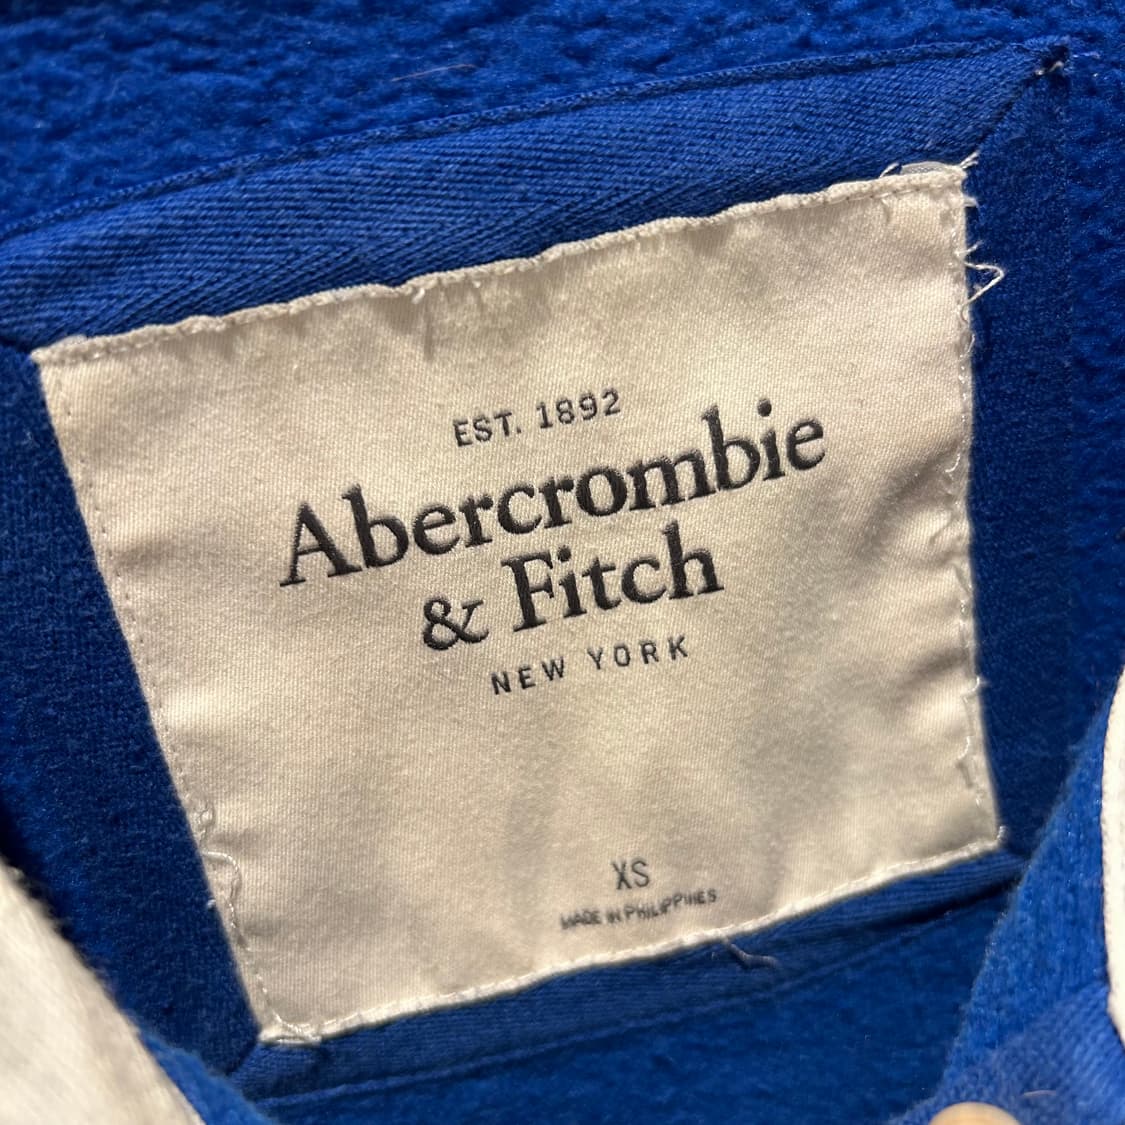 EST. 1892
Abercrombie
& Fitch
NEW YORK
XS
MADE IN PHILIPPINES